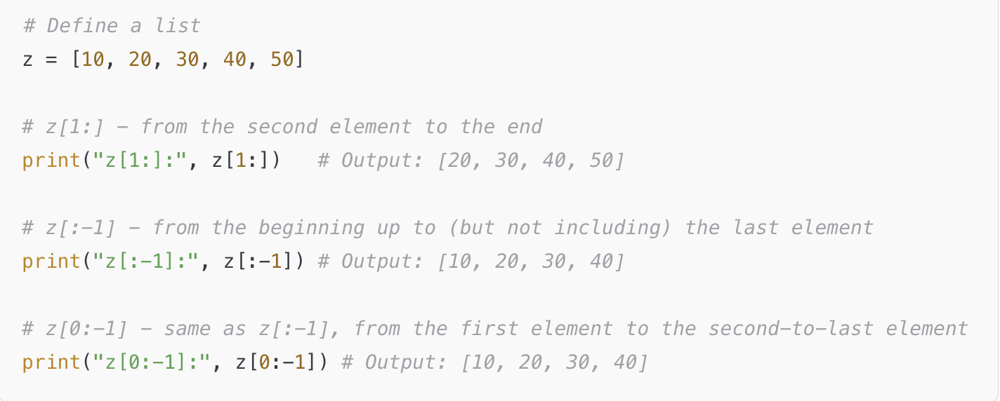 # Define a list
z = [10, 20, 30, 40, 50]
# z[1:] - from the second element to the end
print("z[1:]:", z[1:])   # Output: [20, 30, 40, 50]
# z[:-1] - from the beginning up to (but not including) the last element
print("z[:-1]:", z[:-1]) # Output: [10, 20, 30, 40]
# z[0:-1] - same as z[:-1], from the first element to the second-to-last element
print("z[0:-1]:", z[0:-1]) # Output: [10, 20, 30, 40]